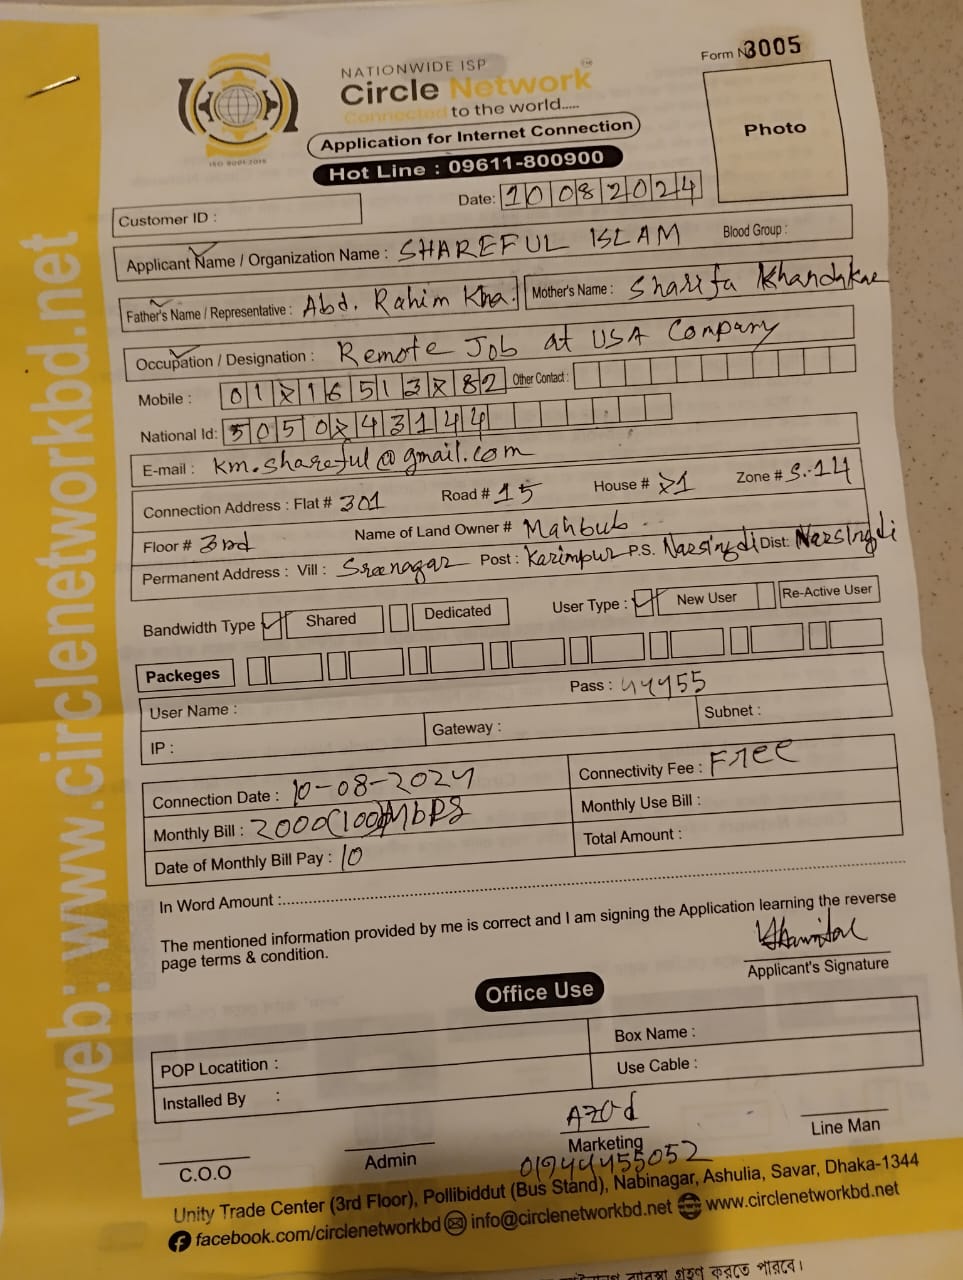 Form N 3005
NATIONWIDE ISP
Circle Network
Connected to the world.....
ISO 9001:2015
Application for Internet Connection
Hot Line : 09611-800900
Photo
Date: 10082024
Customer ID :
Applicant Name / Organization Name : SHAREFUL ISLAM Blood Group :
Father's Name / Representative : Abd. Rahim Kha. Mother's Name : Sharifa Khandakae
Occupation / Designation : Remote Job at USA Company
Mobile : Other Contact :
National Id:
E-mail : km.shareful@gmail.com
Connection Address : Flat # 301 Road # 15 House # Zone # S.-14
Floor # 3rd Name of Land Owner # Mahbub
Permanent Address : Vill : Sreenagar Post : Karimpur P.S. Narsingdi Dist: Narsingdi
Bandwidth Type Shared Dedicated User Type : New User Re-Active User
Packeges
User Name : Pass : 44455
IP : Gateway : Subnet :
Connection Date : 10-08-2024 Connectivity Fee : Free
Monthly Bill : 2000(100)Mbps Monthly Use Bill :
Date of Monthly Bill Pay : 10 Total Amount :
In Word Amount :
The mentioned information provided by me is correct and I am signing the Application learning the reverse
page terms & condition.
Applicant's Signature
Office Use
POP Locatition : Box Name :
Installed By : Use Cable :
Azad
C.O.O Admin Marketing Line Man
01944455052
Unity Trade Center (3rd Floor), Pollibiddut (Bus Stand), Nabinagar, Ashulia, Savar, Dhaka-1344
facebook.com/circlenetworkbd info@circlenetworkbd.net www.circlenetworkbd.net
web: www.circlenetworkbd.net
গ্রহণ করতে পারবে।